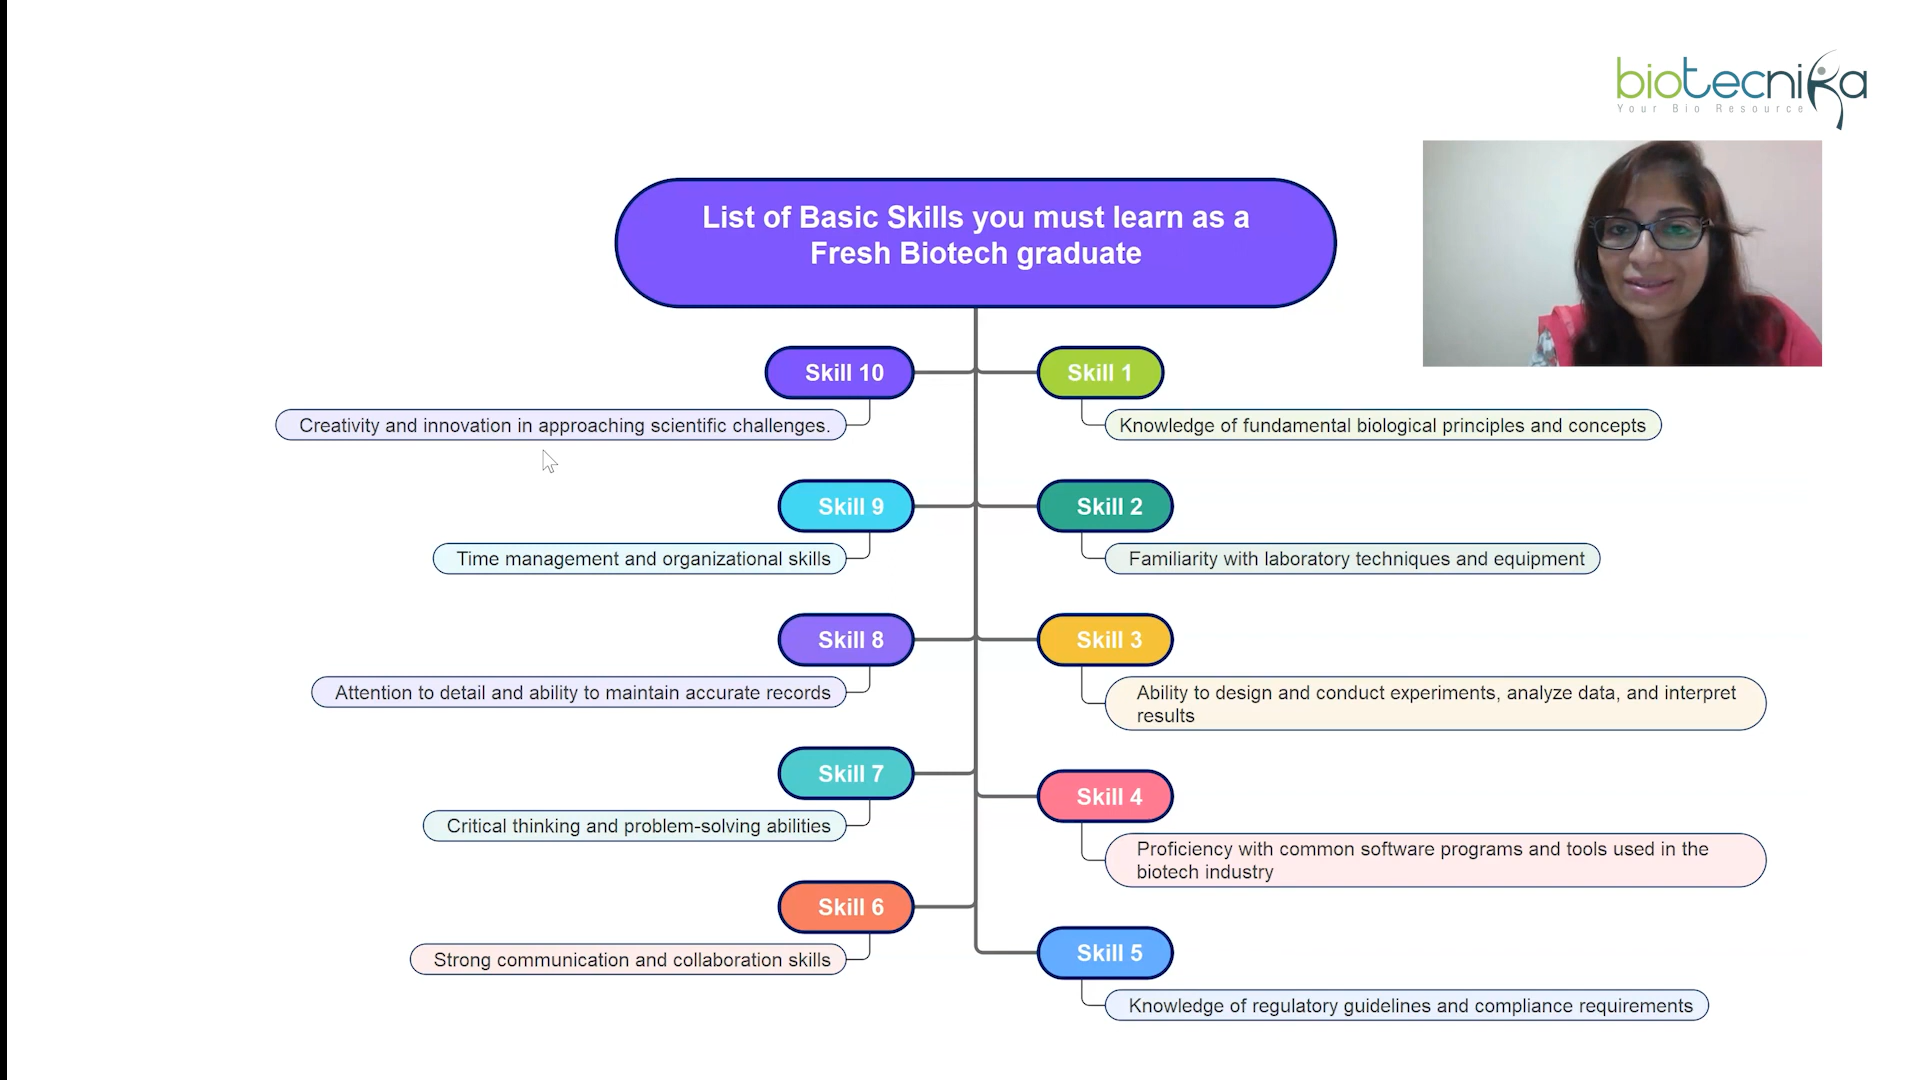 biotecnika
Your Bio Resource
List of Basic Skills you must learn as a
Fresh Biotech graduate
Skill 1
Knowledge of fundamental biological principles and concepts
Skill 2
Familiarity with laboratory techniques and equipment
Skill 3
Ability to design and conduct experiments, analyze data, and interpret
results
Skill 4
Proficiency with common software programs and tools used in the
biotech industry
Skill 5
Knowledge of regulatory guidelines and compliance requirements
Skill 6
Strong communication and collaboration skills
Skill 7
Critical thinking and problem-solving abilities
Skill 8
Attention to detail and ability to maintain accurate records
Skill 9
Time management and organizational skills
Skill 10
Creativity and innovation in approaching scientific challenges.